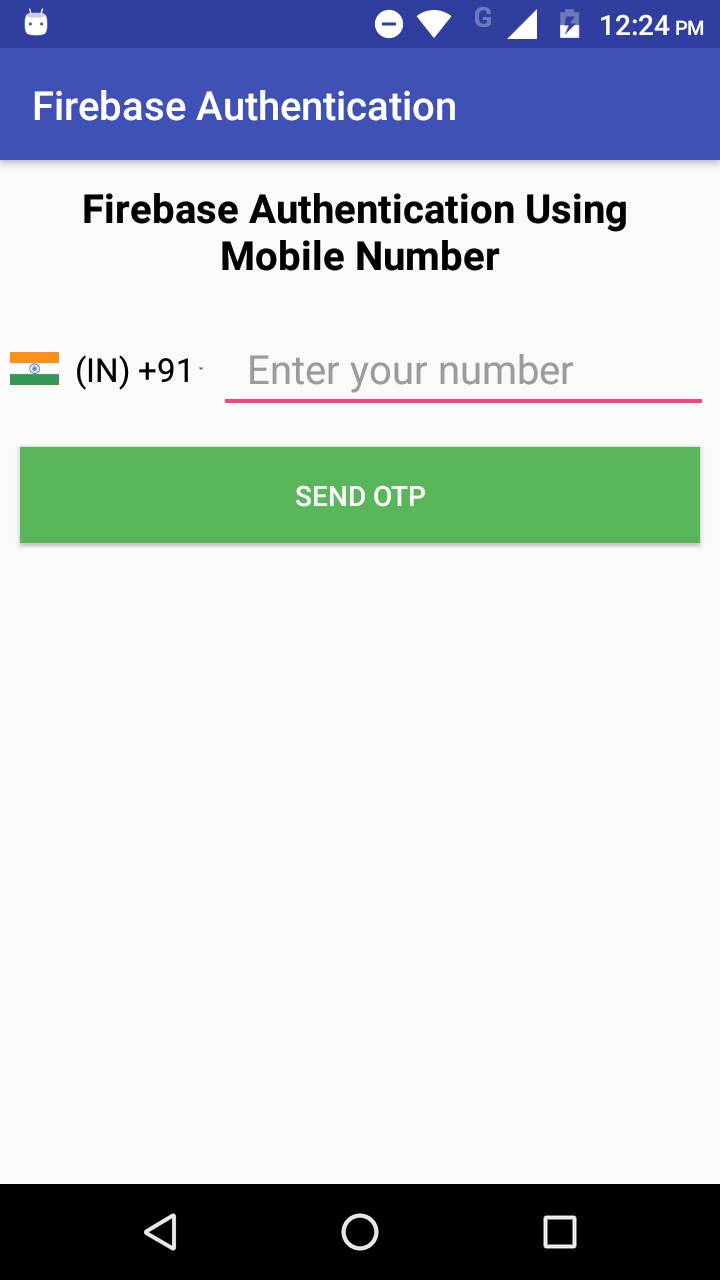 G 12:24 PM
Firebase Authentication
Firebase Authentication Using
Mobile Number
(IN) +91 Enter your number
SEND OTP